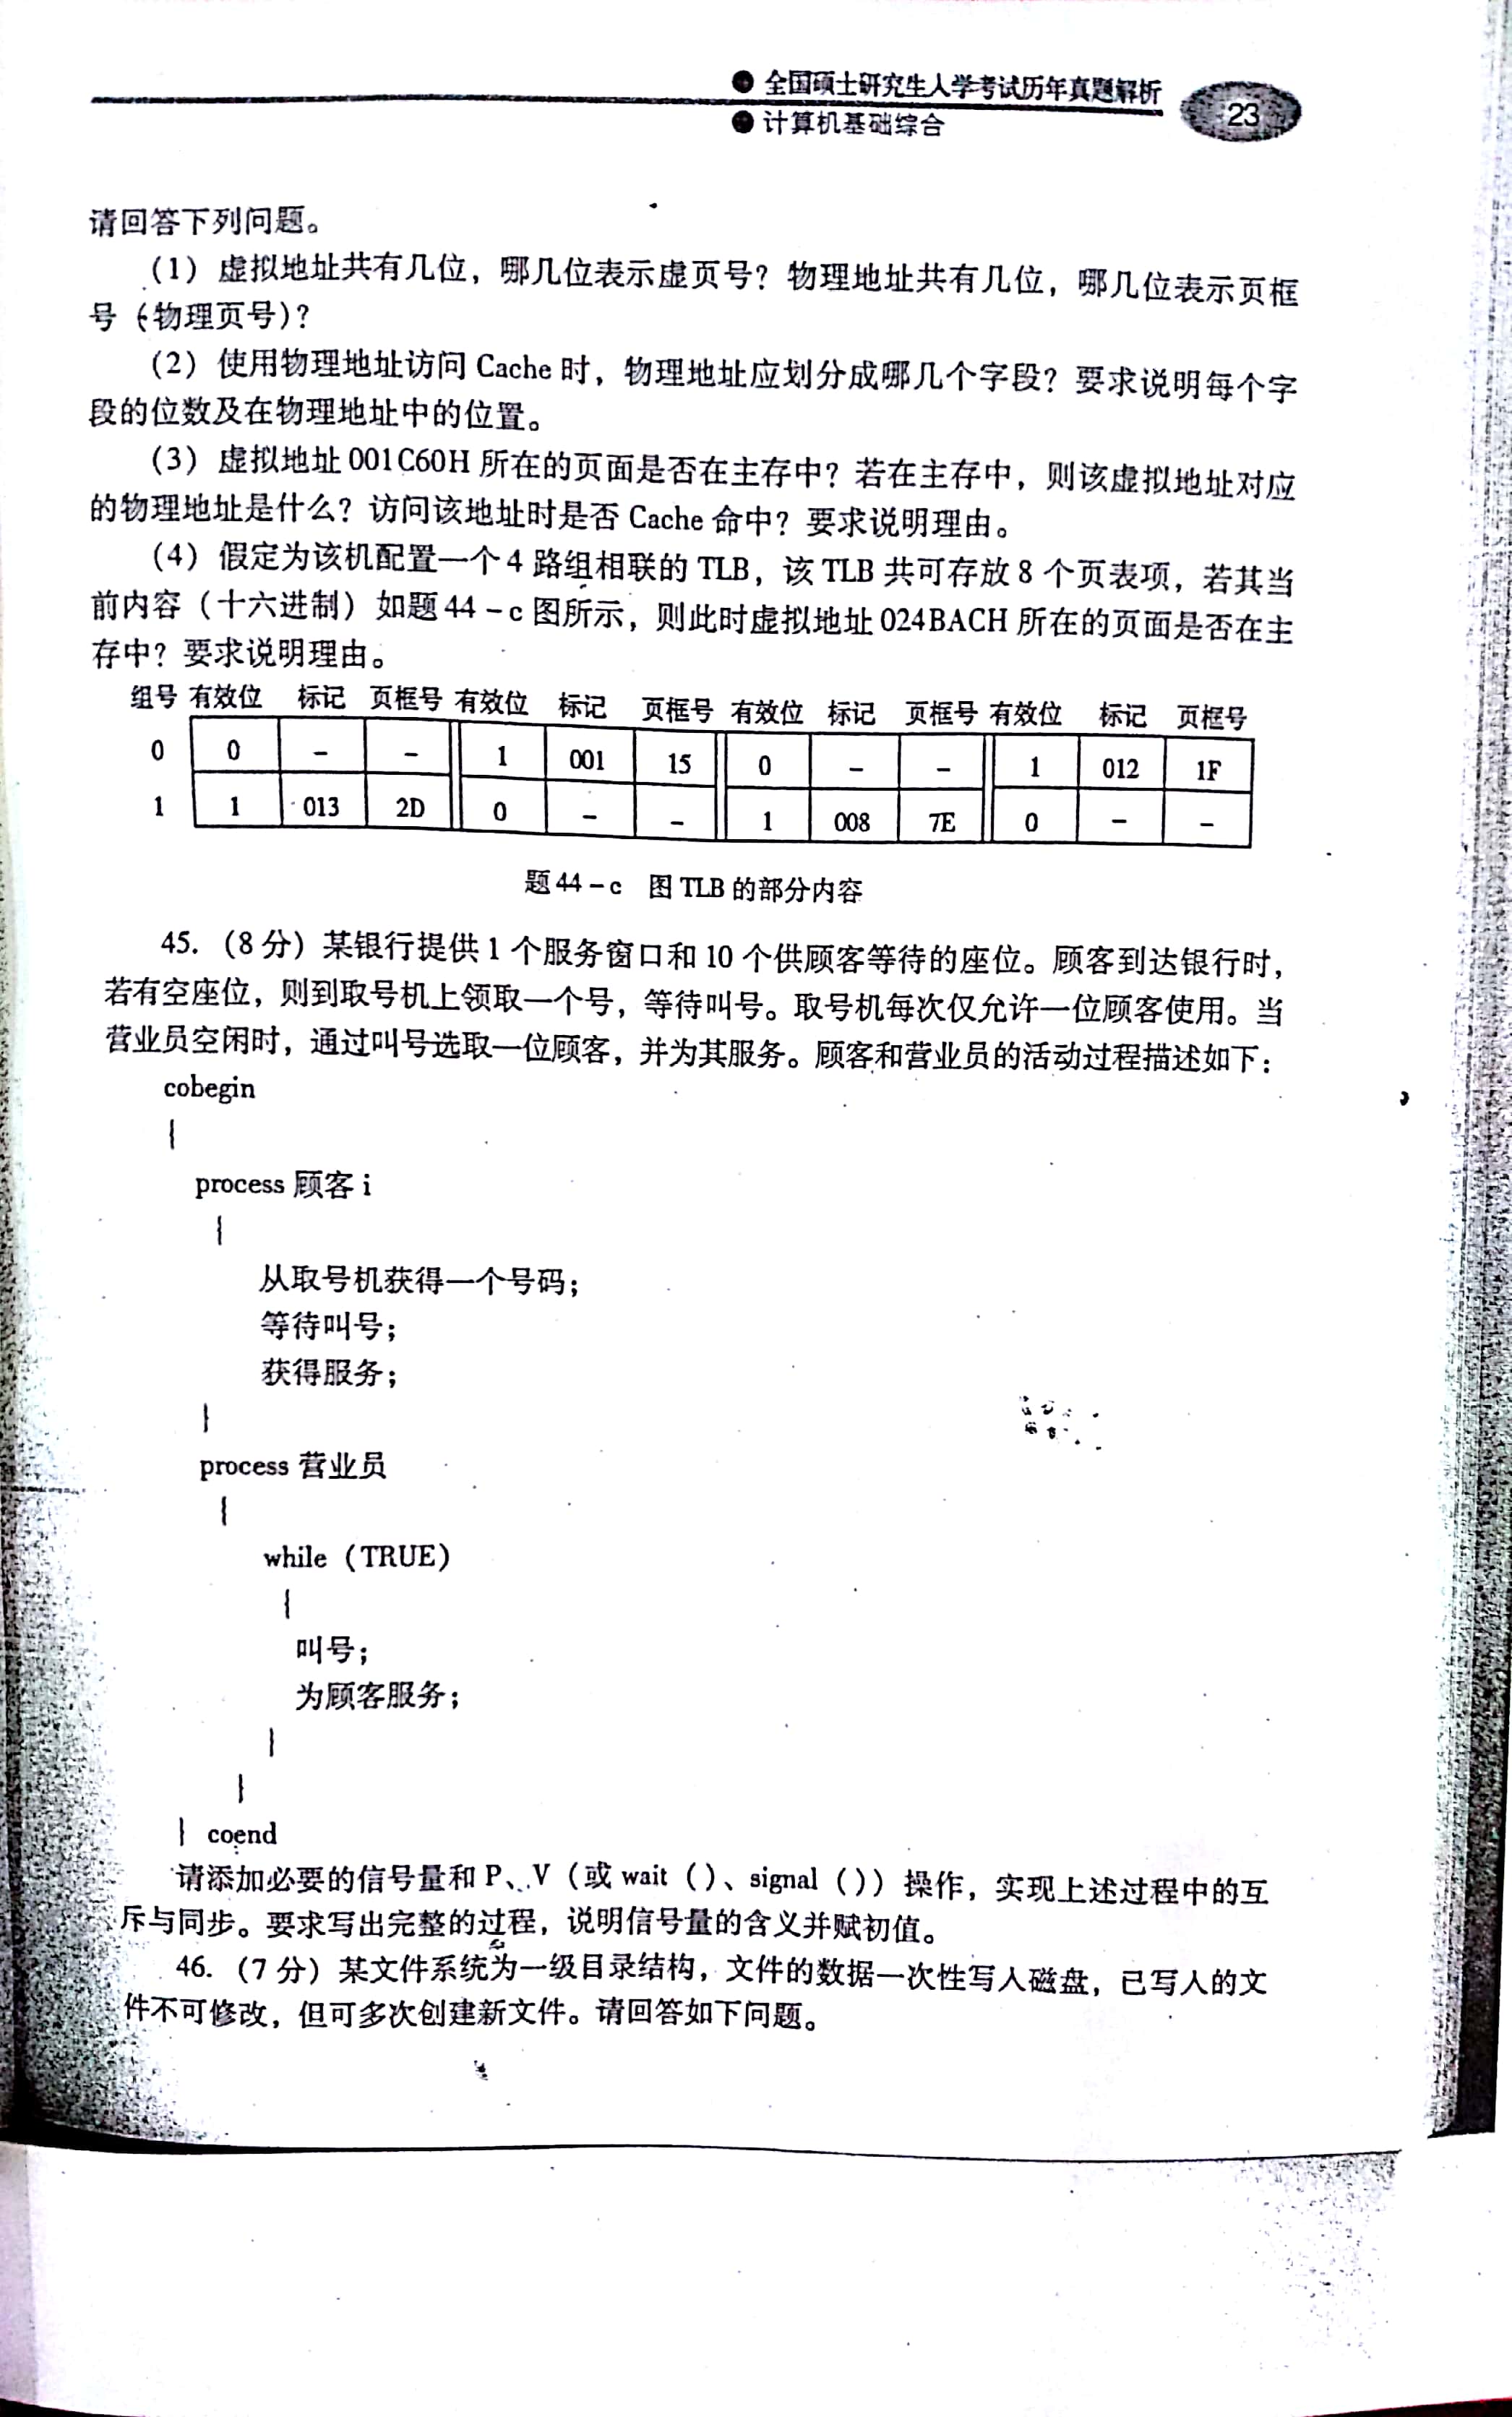 全国硕士研究生入学考试历年真题解析
计算机基础综合
23
请回答下列问题。
(1) 虚拟地址共有几位，哪几位表示虚页号？物理地址共有几位，哪几位表示页框
号（物理页号）？
(2) 使用物理地址访问 Cache 时，物理地址应划分成哪几个字段？要求说明每个字
段的位数及在物理地址中的位置。
(3) 虚拟地址 001C60H 所在的页面是否在主存中？若在主存中，则该虚拟地址对应
的物理地址是什么？访问该地址时是否 Cache 命中？要求说明理由。
(4) 假定为该机配置一个 4 路组相联的 TLB，该 TLB 共可存放 8 个页表项，若其当
前内容（十六进制）如题 44－c 图所示，则此时虚拟地址 024BACH 所在的页面是否在主
存中？要求说明理由。
组号 有效位 标记 页框号 有效位 标记 页框号 有效位 标记 页框号 有效位 标记 页框号
0 0 － － 1 001 15 0 － － 1 012 1F
1 1 013 2D 0 － － 1 008 7E 0 － －
题 44－c 图 TLB 的部分内容
45.（8 分）某银行提供 1 个服务窗口和 10 个供顾客等待的座位。顾客到达银行时，
若有空座位，则到取号机上领取一个号，等待叫号。取号机每次仅允许一位顾客使用。当
营业员空闲时，通过叫号选取一位顾客，并为其服务。顾客和营业员的活动过程描述如下：
cobegin
{
process 顾客 i
{
从取号机获得一个号码；
等待叫号；
获得服务；
}
process 营业员
{
while (TRUE)
{
叫号；
为顾客服务；
}
}
} coend
请添加必要的信号量和 P、V（或 wait ()、signal ()）操作，实现上述过程中的互
斥与同步。要求写出完整的过程，说明信号量的含义并赋初值。
46.（7 分）某文件系统为一级目录结构，文件的数据一次性写入磁盘，已写入的文
件不可修改，但可多次创建新文件。请回答如下问题。